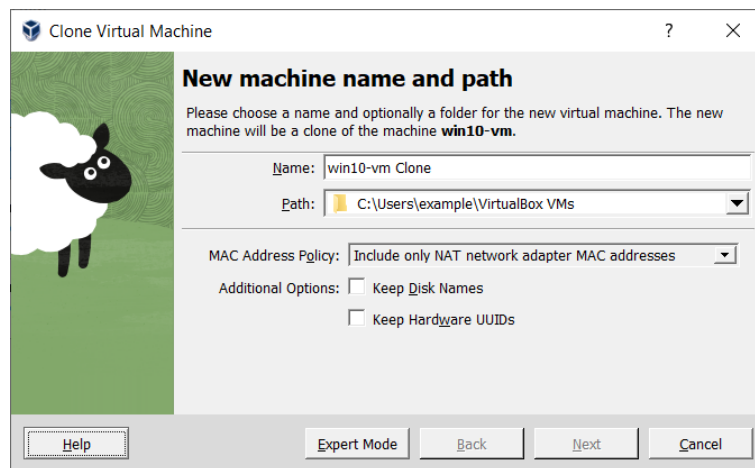 Clone Virtual Machine
New machine name and path
Please choose a name and optionally a folder for the new virtual machine. The new
machine will be a clone of the machine win10-vm.
Name: win10-vm Clone
Path: C:\Users\example\VirtualBox VMs
MAC Address Policy: Include only NAT network adapter MAC addresses
Additional Options: Keep Disk Names
Keep Hardware UUIDs
Help Expert Mode Back Next Cancel